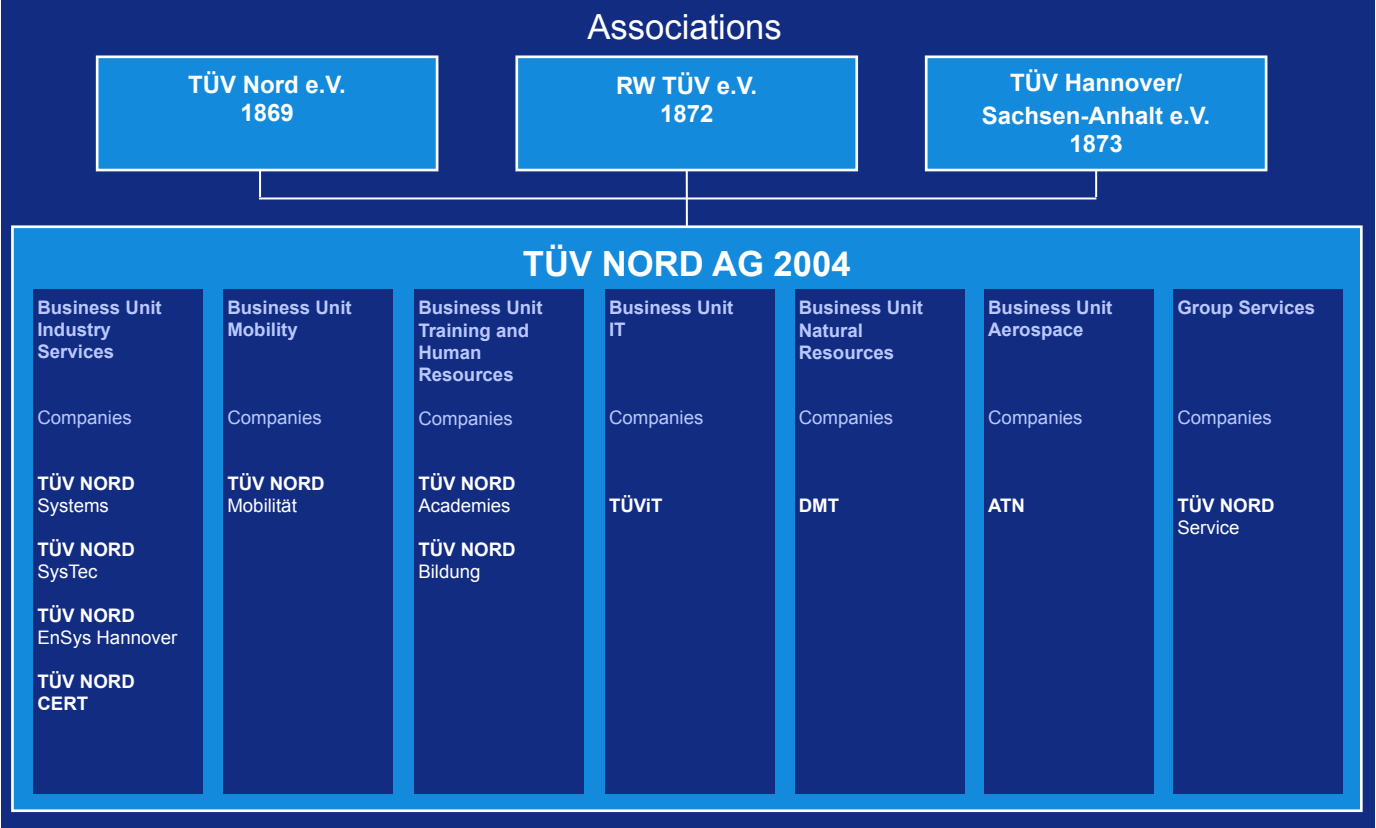 Associations
TÜV Nord e.V.
1869
RW TÜV e.V.
1872
TÜV Hannover/
Sachsen-Anhalt e.V.
1873
TÜV NORD AG 2004
Business Unit
Industry
Services
Companies
TÜV NORD
Systems
TÜV NORD
SysTec
TÜV NORD
EnSys Hannover
TÜV NORD
CERT
Business Unit
Mobility
Companies
TÜV NORD
Mobilität
Business Unit
Training and
Human
Resources
Companies
TÜV NORD
Academies
TÜV NORD
Bildung
Business Unit
IT
Companies
TÜViT
Business Unit
Natural
Resources
Companies
DMT
Business Unit
Aerospace
Companies
ATN
Group Services
Companies
TÜV NORD
Service